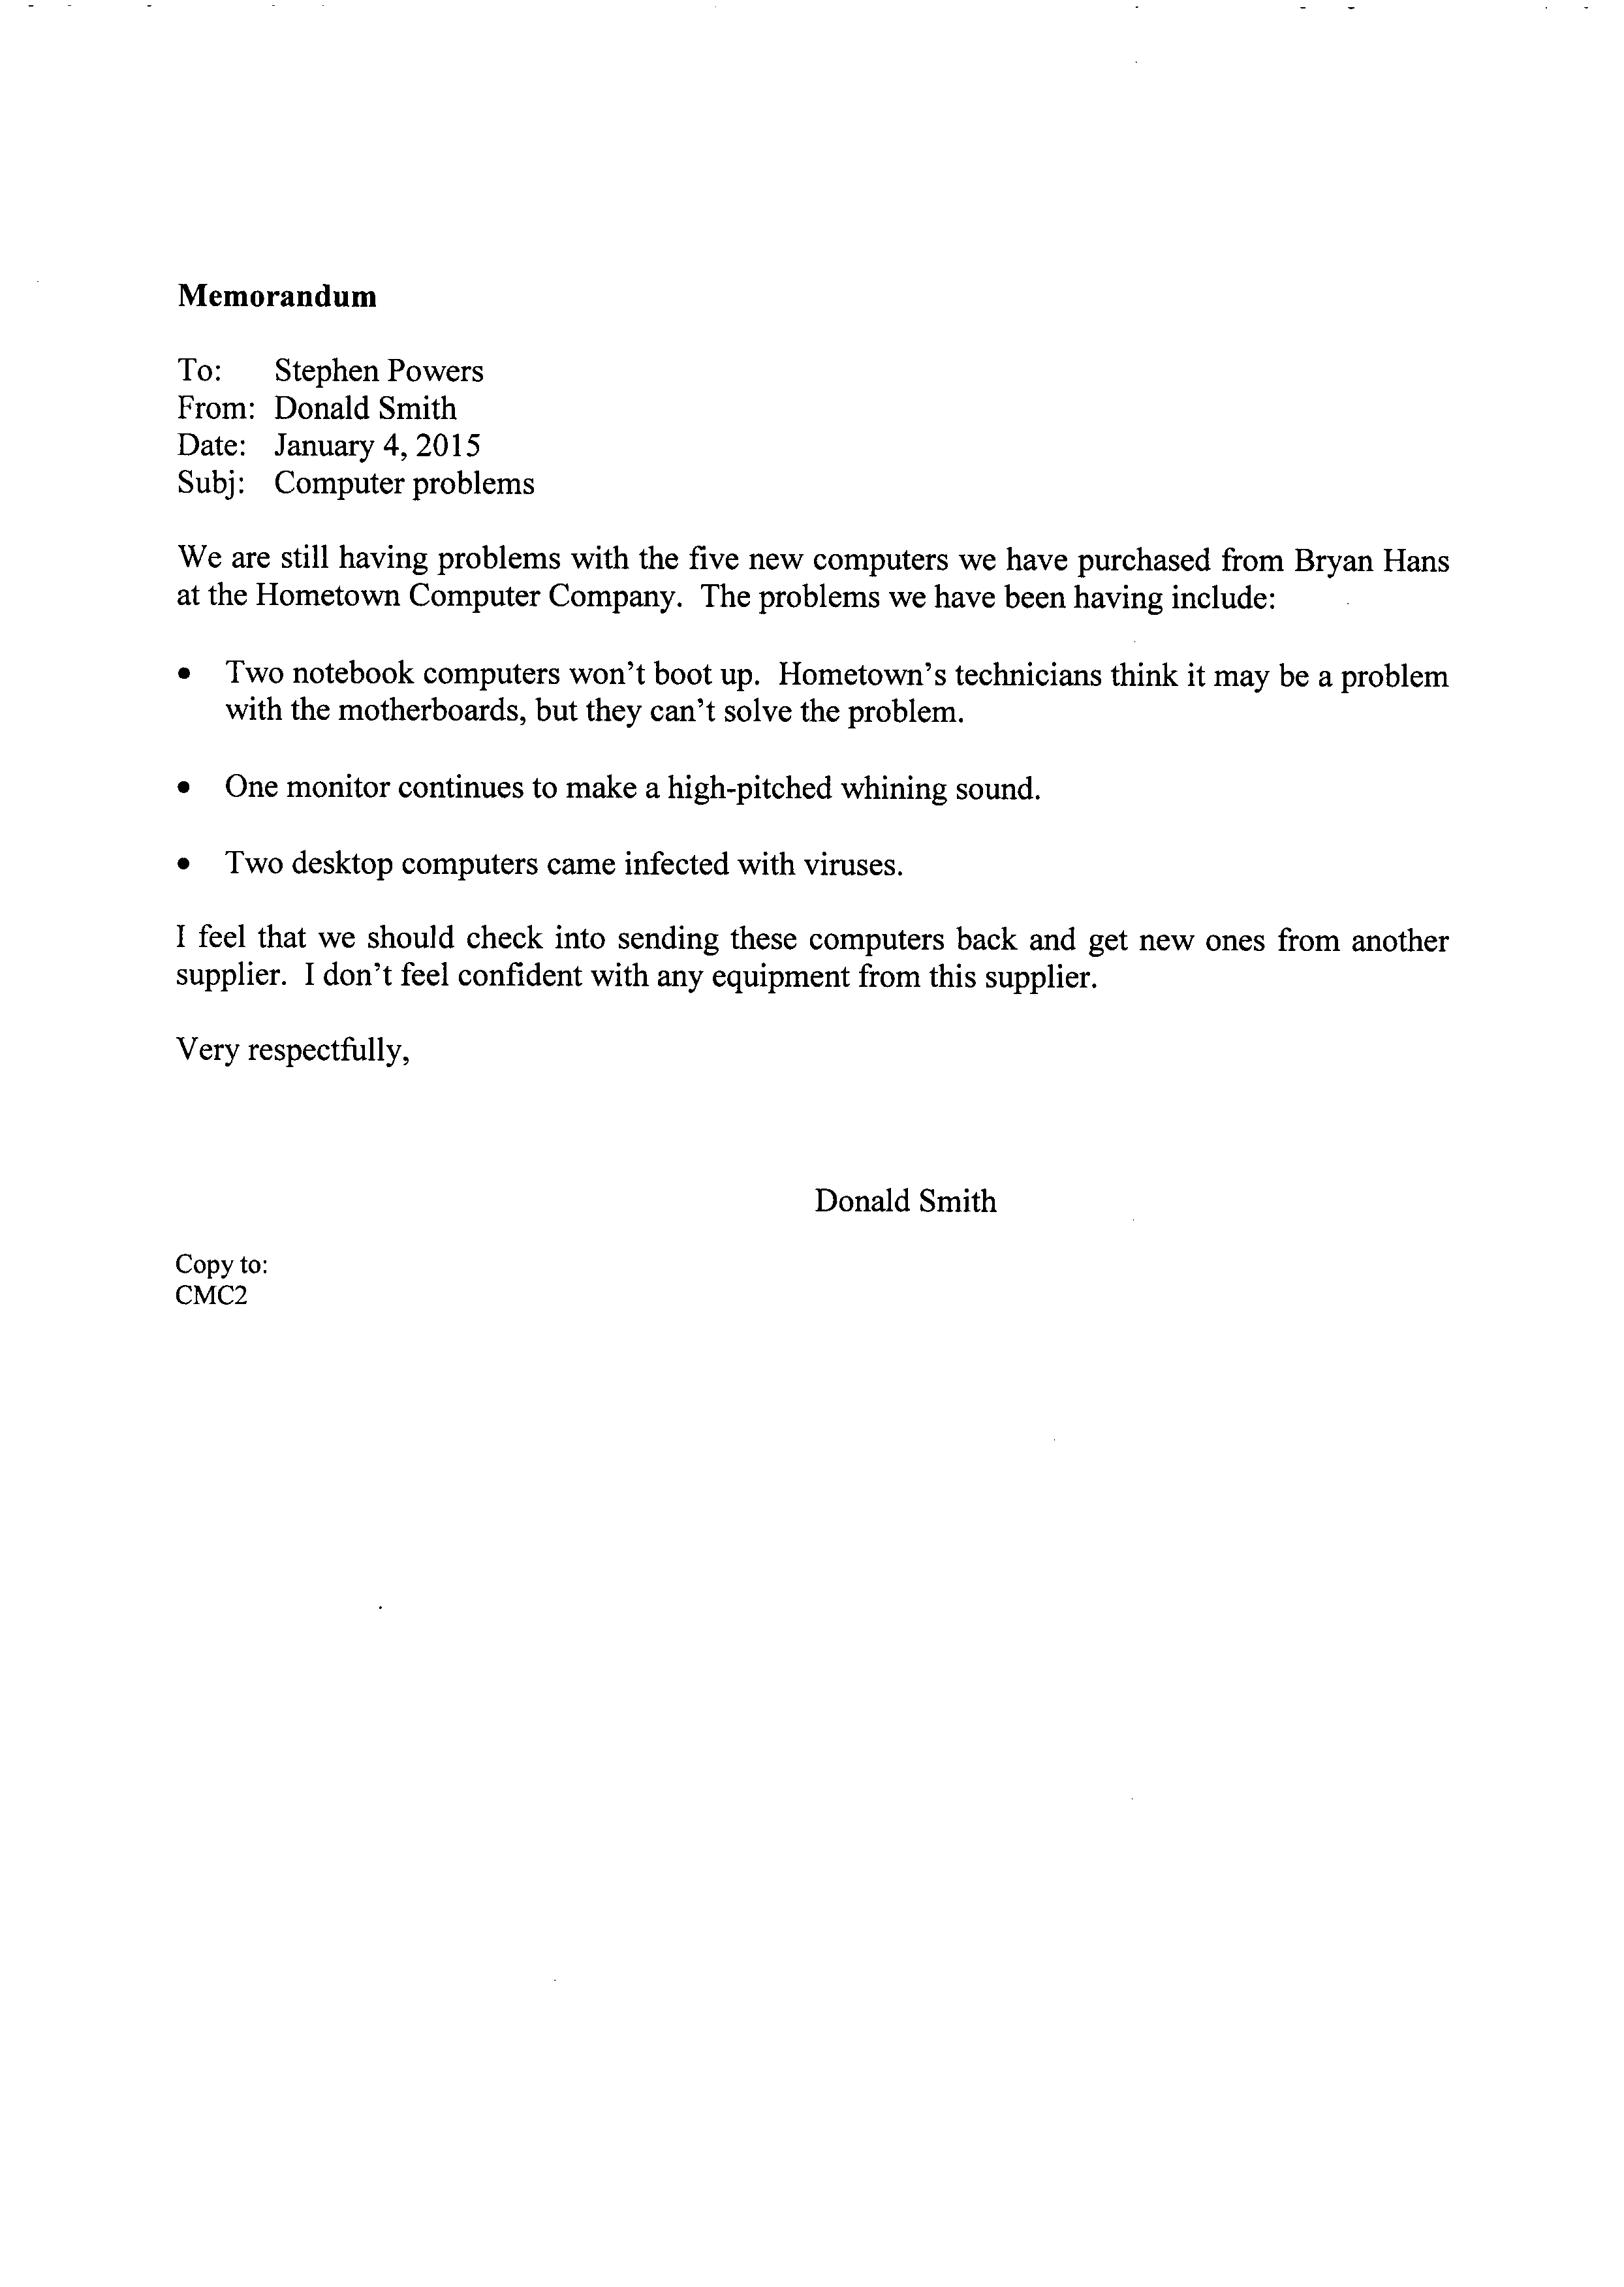 Memorandum
To: Stephen Powers
From: Donald Smith
Date: January 4, 2015
Subj: Computer problems
We are still having problems with the five new computers we have purchased from Bryan Hans
at the Hometown Computer Company. The problems we have been having include:
• Two notebook computers won’t boot up. Hometown’s technicians think it may be a problem
with the motherboards, but they can’t solve the problem.
• One monitor continues to make a high-pitched whining sound.
• Two desktop computers came infected with viruses.
I feel that we should check into sending these computers back and get new ones from another
supplier. I don’t feel confident with any equipment from this supplier.
Very respectfully,
Donald Smith
Copy to:
CMC2